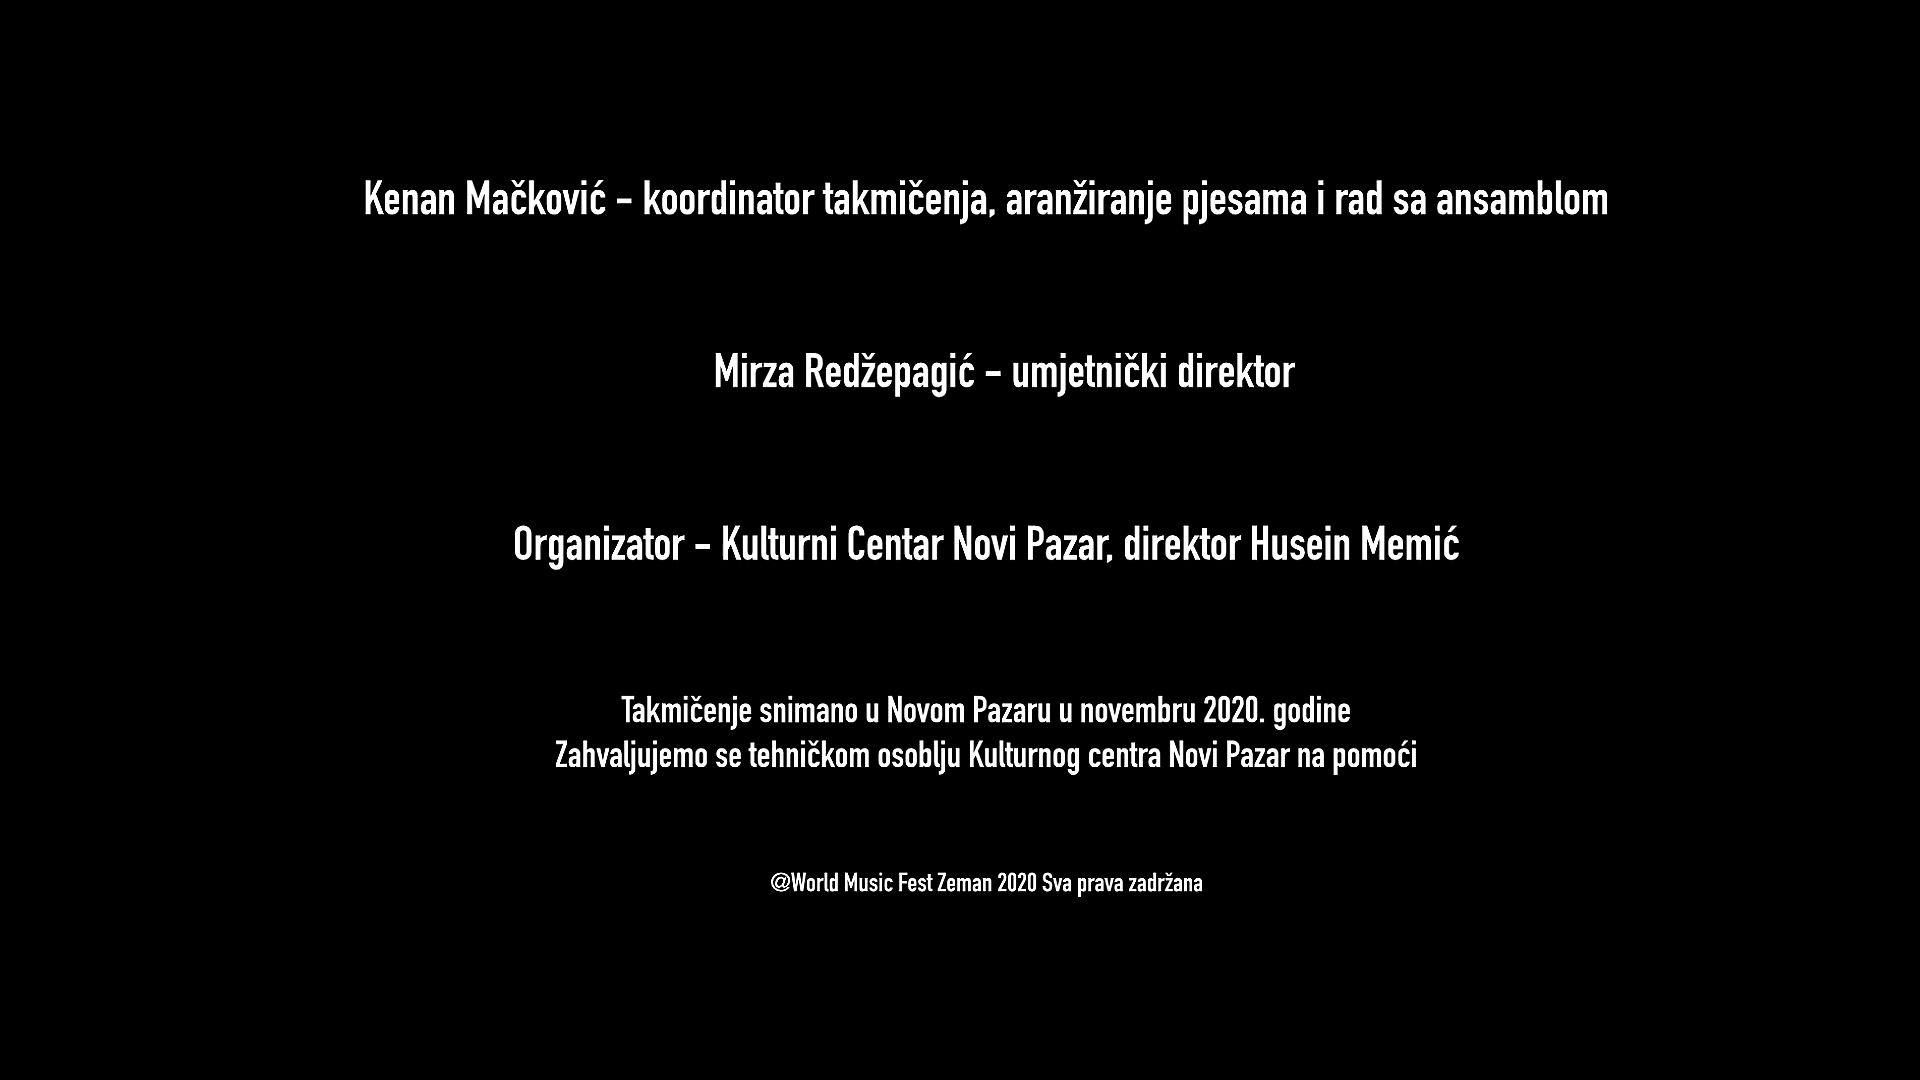 Kenan Mačković - koordinator takmičenja, aranžiranje pjesama i rad sa ansamblom
Mirza Redžepagić - umjetnički direktor
Organizator - Kulturni Centar Novi Pazar, direktor Husein Memić
Takmičenje snimano u Novom Pazaru u novembru 2020. godine
Zahvaljujemo se tehničkom osoblju Kulturnog centra Novi Pazar na pomoći
@World Music Fest Zeman 2020 Sva prava zadržana